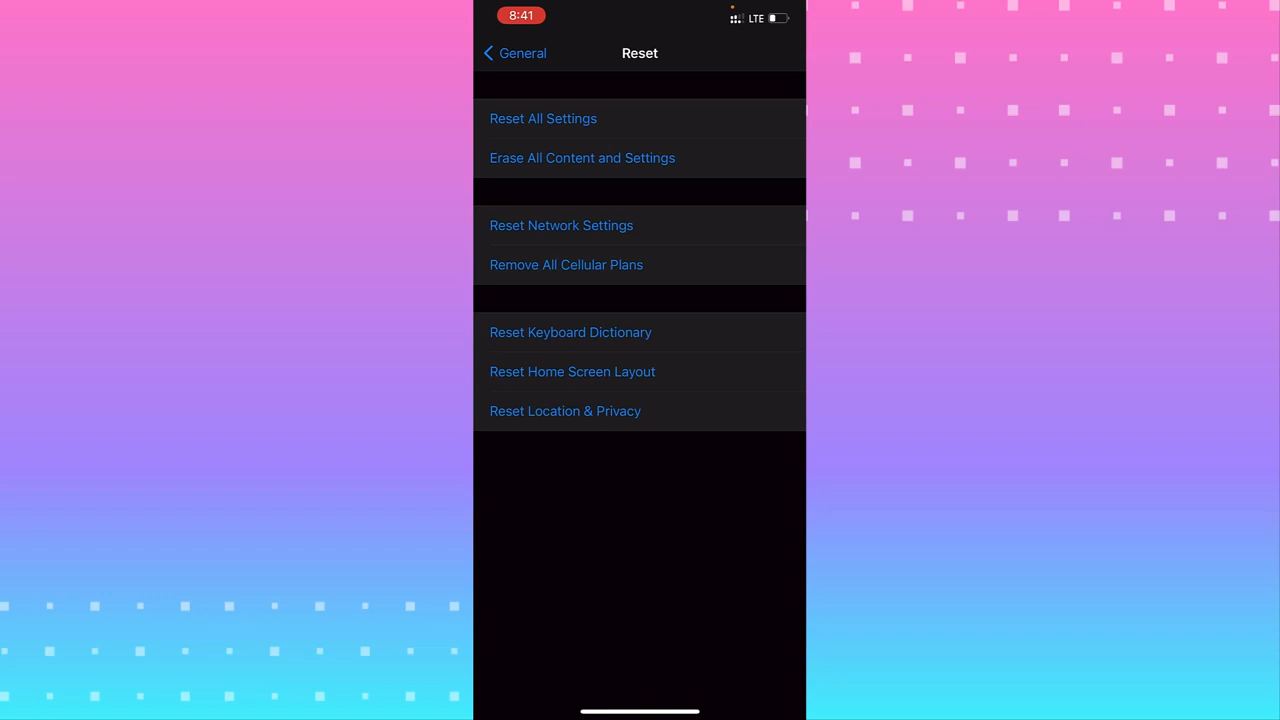 8:41
LTE
General
Reset
Reset All Settings
Erase All Content and Settings
Reset Network Settings
Remove All Cellular Plans
Reset Keyboard Dictionary
Reset Home Screen Layout
Reset Location & Privacy